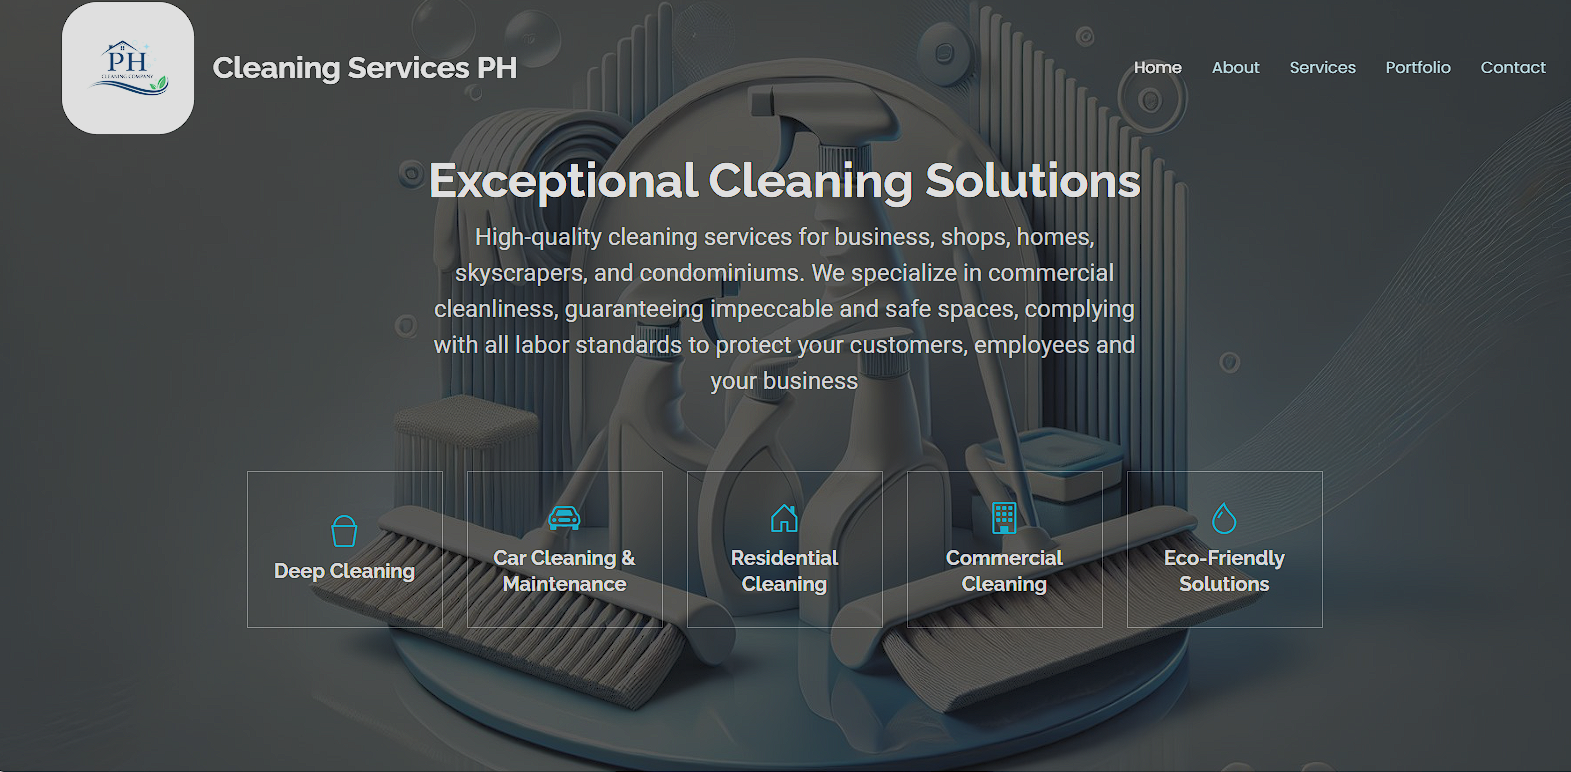 PH
CLEANING COMPANY
Cleaning Services PH
Home About Services Portfolio Contact
Exceptional Cleaning Solutions
High-quality cleaning services for business, shops, homes,
skyscrapers, and condominiums. We specialize in commercial
cleanliness, guaranteeing impeccable and safe spaces, complying
with all labor standards to protect your customers, employees and
your business
Deep Cleaning
Car Cleaning &
Maintenance
Residential
Cleaning
Commercial
Cleaning
Eco-Friendly
Solutions